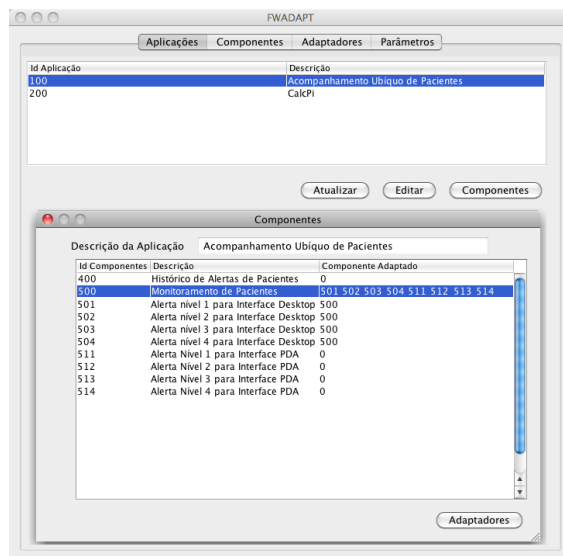 FWADAPT
Aplicações Componentes Adaptadores Parâmetros
Id Aplicação Descrição
100 Acompanhamento Ubíquo de Pacientes
200 CalcPi
Atualizar Editar Componentes
Componentes
Descrição da Aplicação Acompanhamento Ubíquo de Pacientes
Id Componentes Descrição Componente Adaptado
400 Histórico de Alertas de Pacientes 0
500 Monitoramento de Pacientes 501 502 503 504 511 512 513 514
501 Alerta nível 1 para Interface Desktop 500
502 Alerta nível 2 para Interface Desktop 500
503 Alerta nível 3 para Interface Desktop 500
504 Alerta nível 4 para Interface Desktop 500
511 Alerta Nível 1 para Interface PDA 0
512 Alerta Nível 2 para Interface PDA 0
513 Alerta Nível 3 para Interface PDA 0
514 Alerta Nível 4 para Interface PDA 0
Adaptadores